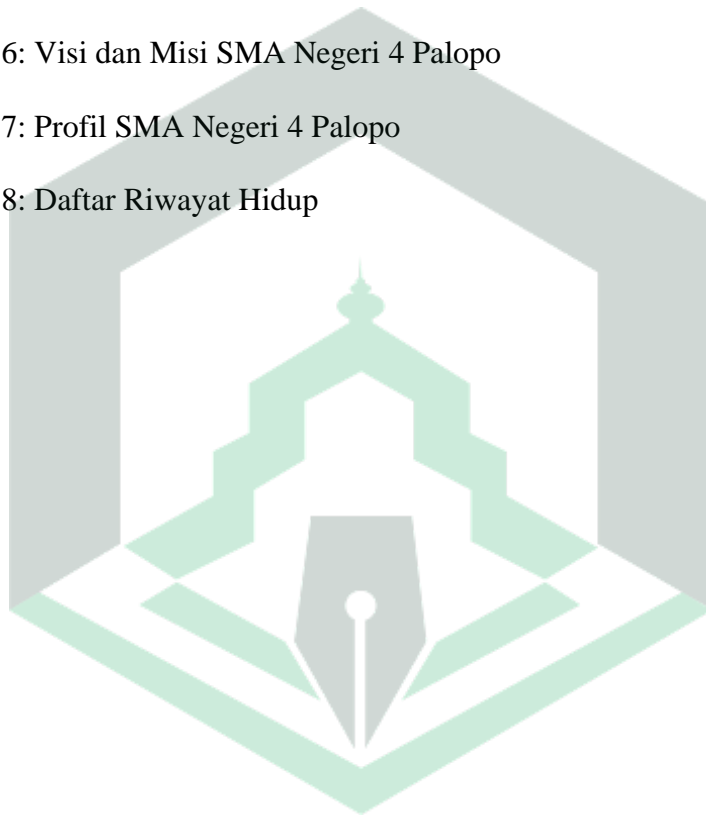 6: Visi dan Misi SMA Negeri 4 Palopo
7: Profil SMA Negeri 4 Palopo
8: Daftar Riwayat Hidup